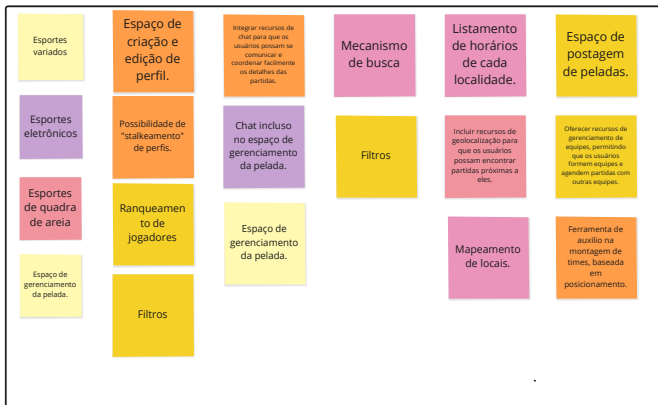 Esportes
variados
Esportes
eletrônicos
Esportes
de quadra
de areia
Espaço de
gerenciamento
da pelada.
Espaço de
criação e
edição de
perfil.
Possibilidade de
"stalkeamento"
de perfis.
Ranqueamen
to de
jogadores
Filtros
Integrar recursos de
chat para que os
usuários possam se
comunicar e
coordenar facilmente
os detalhes das
partidas.
Chat incluso
no espaço de
gerenciamento
da pelada.
Espaço de
gerenciamento
da pelada.
Mecanismo
de busca
Filtros
Listamento
de horários
de cada
localidade.
Incluir recursos de
geolocalização para
que os usuários
possam encontrar
partidas próximas a
eles.
Mapeamento
de locais.
Espaço de
postagem
de peladas.
Oferecer recursos de
gerenciamento de
equipes, permitindo
que os usuários
formem equipes e
agendem partidas com
outras equipes.
Ferramenta de
auxilio na
montagem de
times, baseada
em
posicionamento.
.